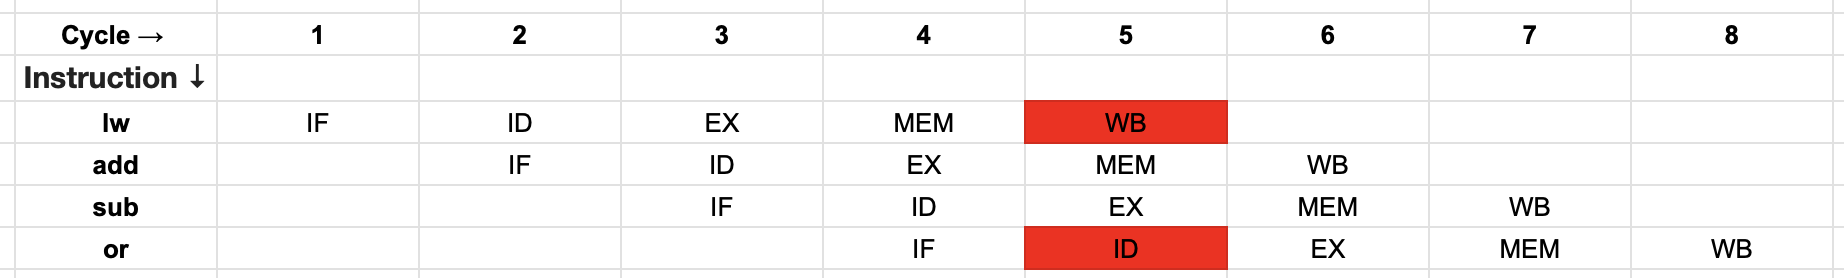 Cycle → 1 2 3 4 5 6 7 8
Instruction ↓
lw IF ID EX MEM WB
add IF ID EX MEM WB
sub IF ID EX MEM WB
or IF ID EX MEM WB